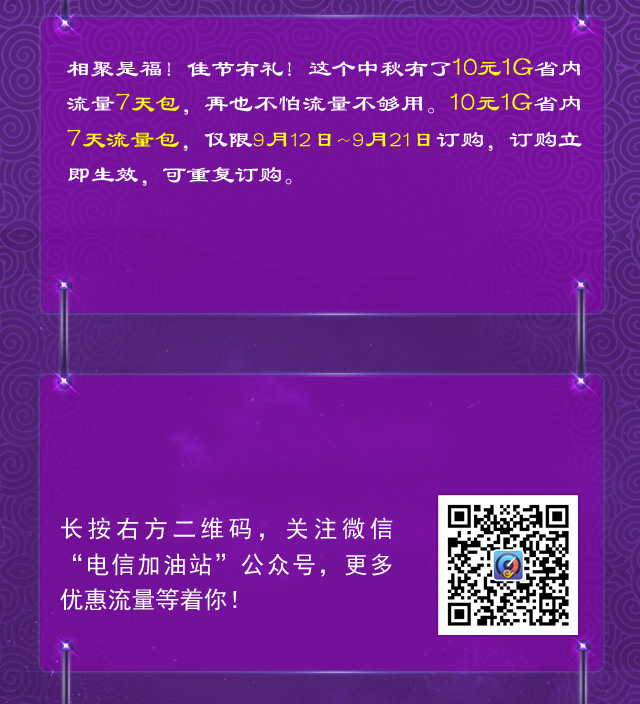 相聚是福！佳节有礼！这个中秋有了10元1G省内
流量7天包，再也不怕流量不够用。10元1G省内
7天流量包，仅限9月12日~9月21日订购，订购立
即生效，可重复订购。
长按右方二维码，关注微信
“电信加油站”公众号，更多
优惠流量等着你！